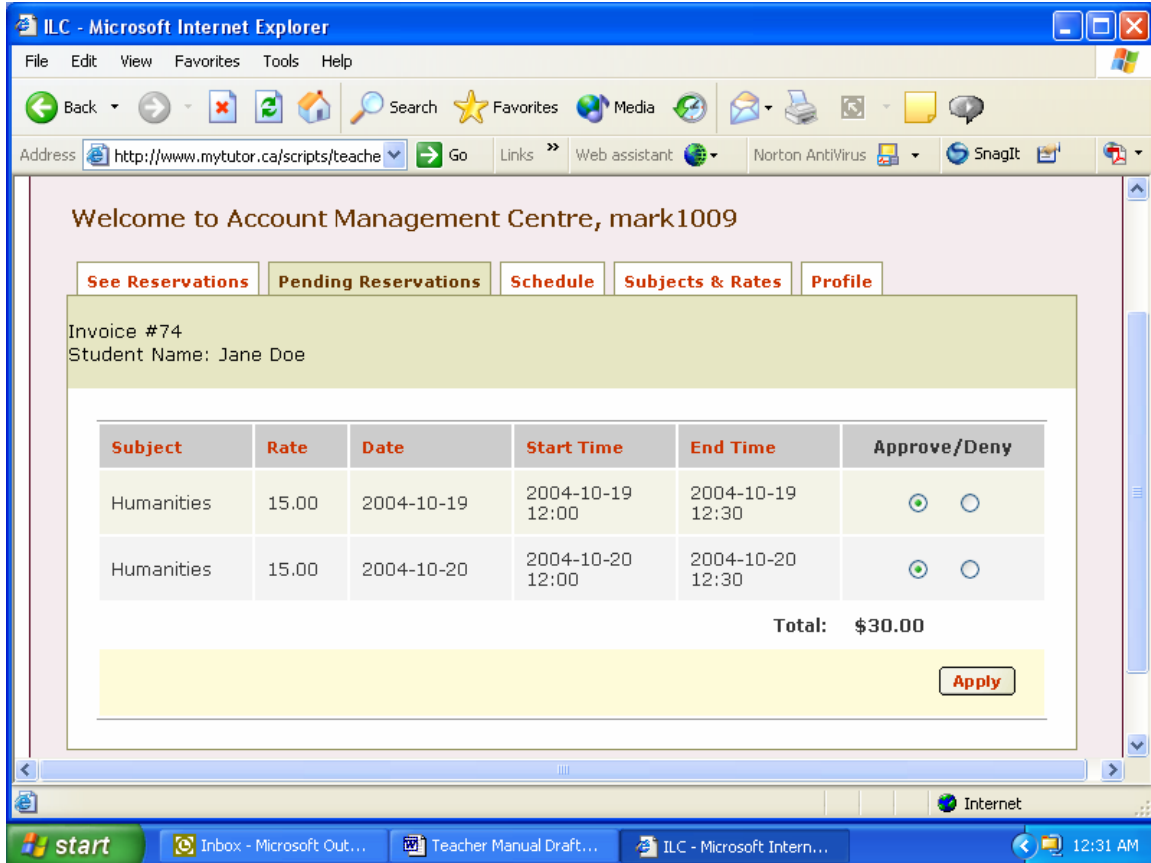 ILC - Microsoft Internet Explorer
File Edit View Favorites Tools Help
Back Search Favorites Media
Address http://www.mytutor.ca/scripts/teache Go Links » Web assistant Norton AntiVirus SnagIt
Welcome to Account Management Centre, mark1009
See Reservations Pending Reservations Schedule Subjects & Rates Profile
Invoice #74
Student Name: Jane Doe
Subject Rate Date Start Time End Time Approve/Deny
Humanities 15.00 2004-10-19 2004-10-19 12:00 2004-10-19 12:30
Humanities 15.00 2004-10-20 2004-10-20 12:00 2004-10-20 12:30
Total: $30.00
Apply
Internet
start Inbox - Microsoft Out... Teacher Manual Draft... ILC - Microsoft Intern... 12:31 AM